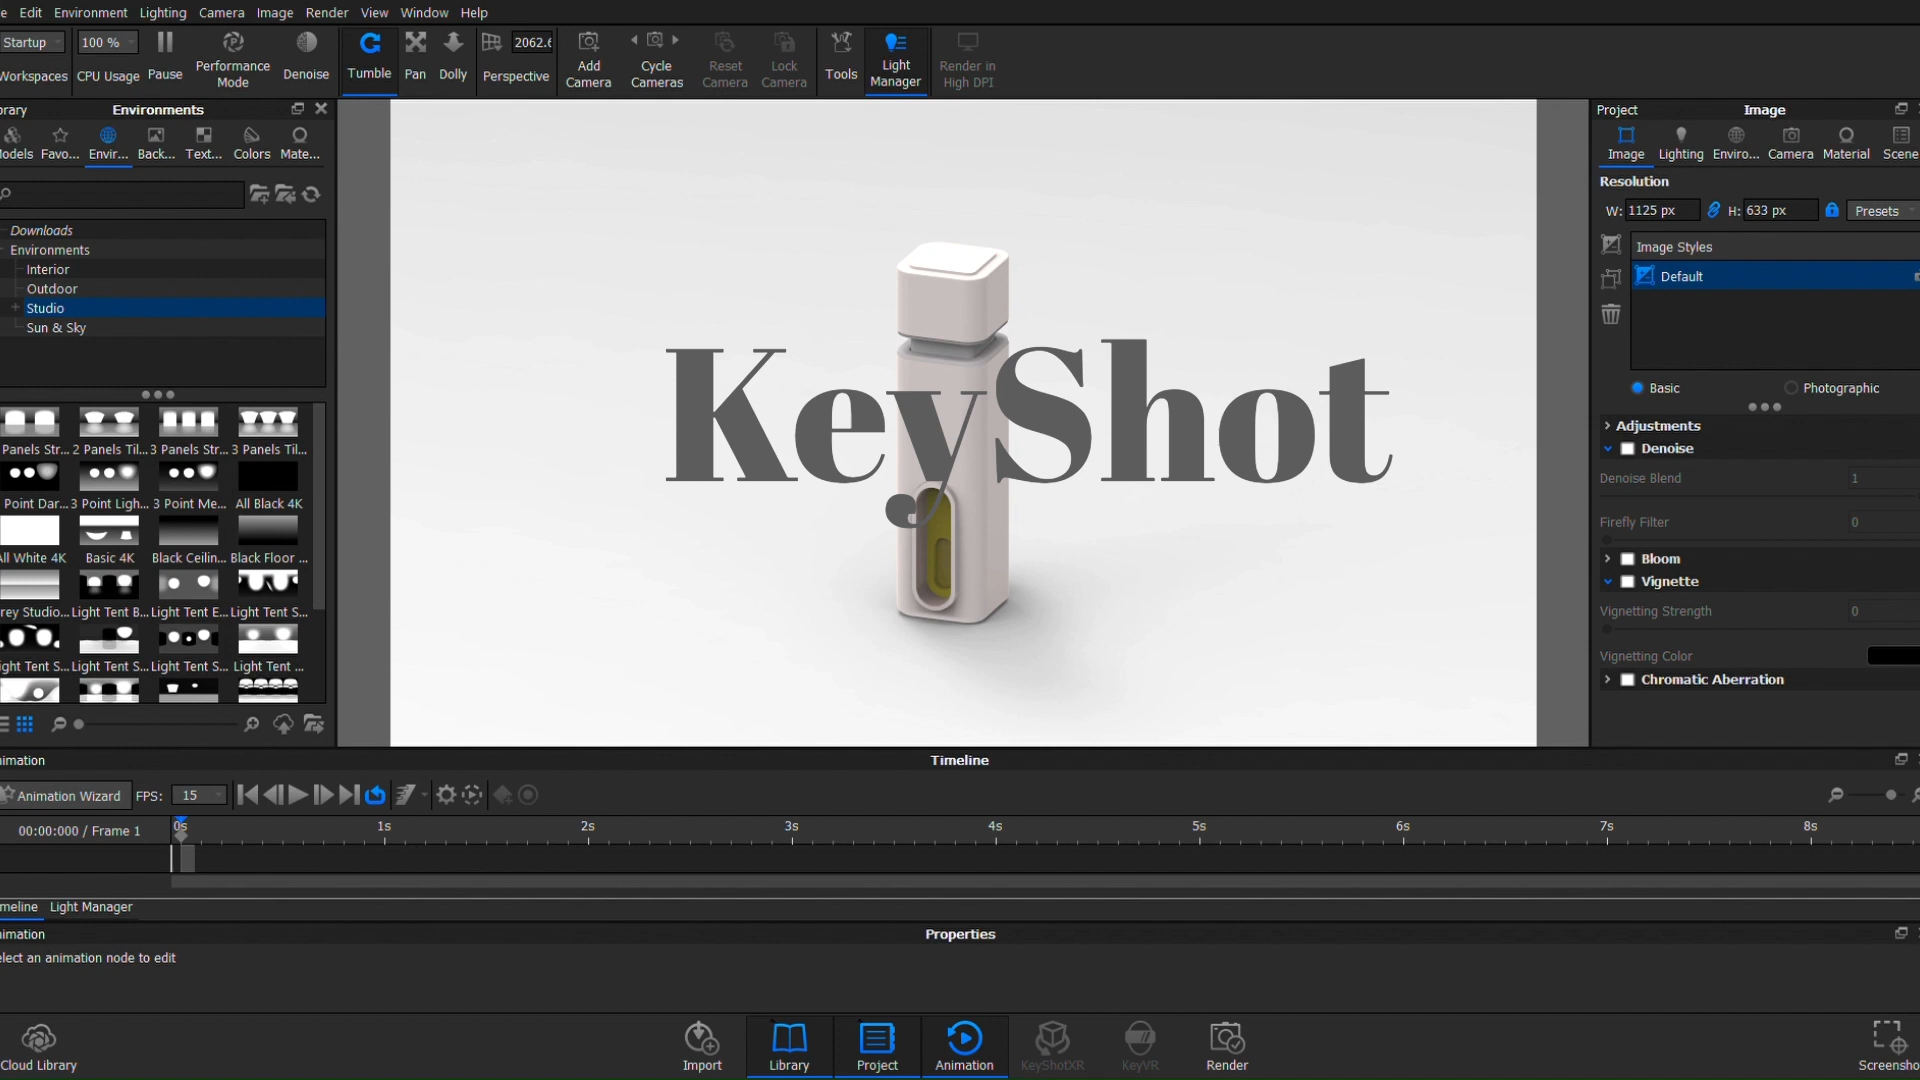 e Edit Environment Lighting Camera Image Render View Window Help
Startup 100 % 2062.6
Workspaces CPU Usage Pause Performance Mode Denoise Tumble Pan Dolly Perspective Add Camera Cycle Cameras Reset Camera Lock Camera Tools Light Manager Render in High DPI
brary Environments
odels Favo... Envir... Back... Text... Colors Mate...
Downloads
Environments
Interior
Outdoor
Studio
Sun & Sky
Panels Str... 2 Panels Til... 3 Panels Str... 3 Panels Til...
Point Dar... 3 Point Ligh... 3 Point Me... All Black 4K
All White 4K Basic 4K Black Ceilin... Black Floor ...
rey Studio... Light Tent B... Light Tent E... Light Tent S...
ight Tent S... Light Tent S... Light Tent S... Light Tent ...
KeyShot
Project Image
Image Lighting Enviro... Camera Material Scene
Resolution
W: 1125 px H: 633 px Presets
Image Styles
Default
Basic Photographic
Adjustments
Denoise
Denoise Blend 1
Firefly Filter 0
Bloom
Vignette
Vignetting Strength 0
Vignetting Color
Chromatic Aberration
nimation Timeline
Animation Wizard FPS: 15
00:00:000 / Frame 1 0s 1s 2s 3s 4s 5s 6s 7s 8s
meline Light Manager
nimation Properties
elect an animation node to edit
Cloud Library Import Library Project Animation KeyShotXR KeyVR Render Screensho